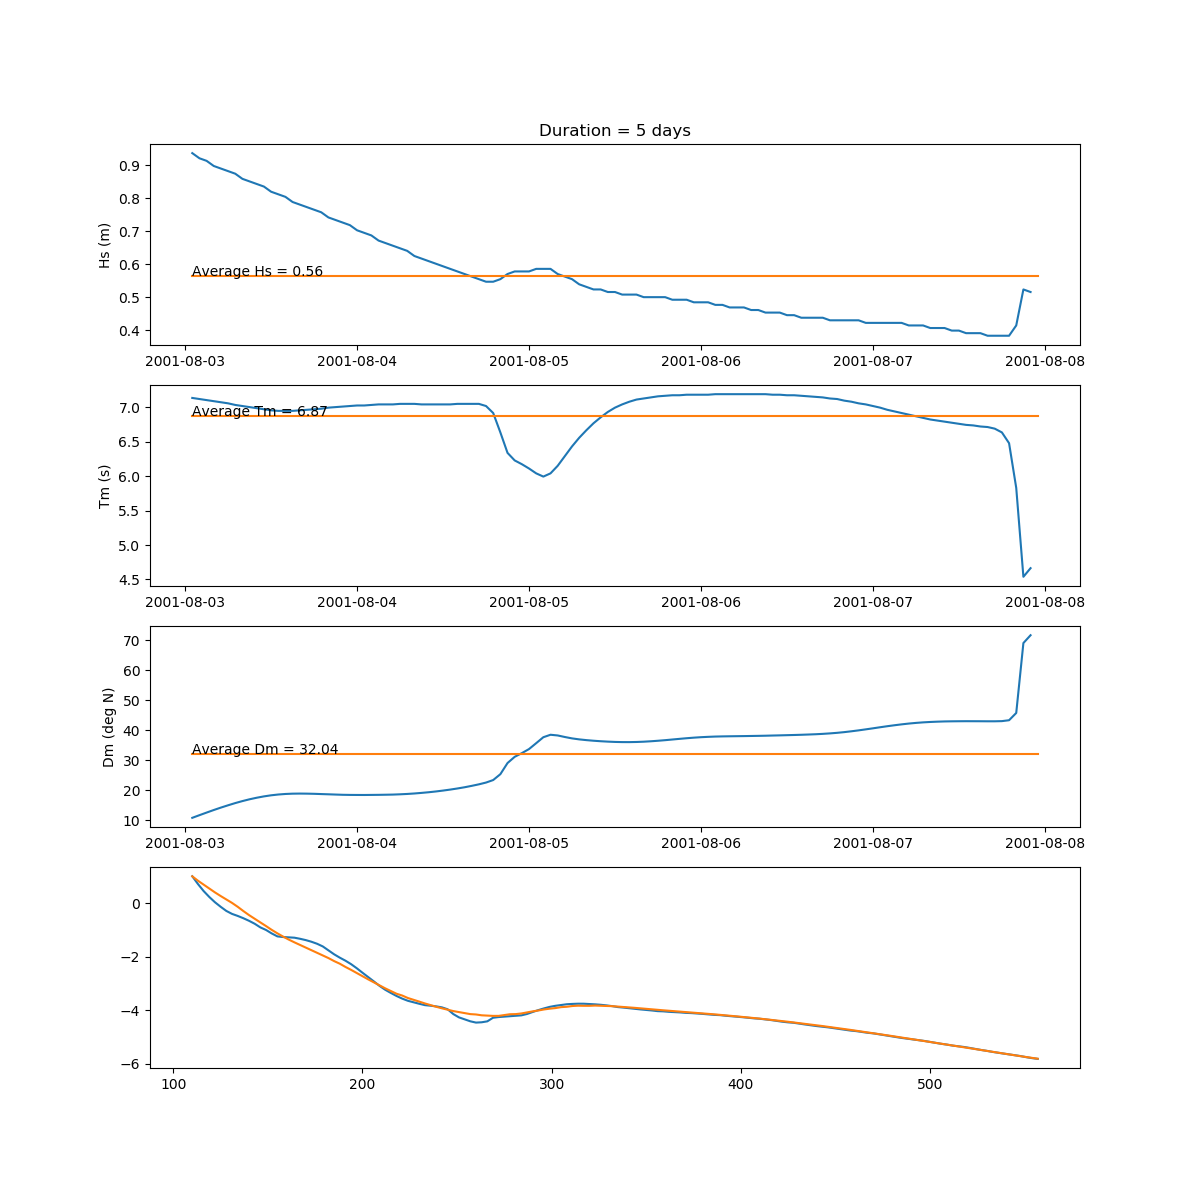 Duration = 5 days
Hs (m)
0.9
0.8
0.7
0.6
0.5
0.4
Average Hs = 0.56
2001-08-03 2001-08-04 2001-08-05 2001-08-06 2001-08-07 2001-08-08
Tm (s)
7.0
6.5
6.0
5.5
5.0
4.5
Average Tm = 6.87
2001-08-03 2001-08-04 2001-08-05 2001-08-06 2001-08-07 2001-08-08
Dm (deg N)
70
60
50
40
30
20
10
Average Dm = 32.04
2001-08-03 2001-08-04 2001-08-05 2001-08-06 2001-08-07 2001-08-08
0
−2
−4
−6
100 200 300 400 500